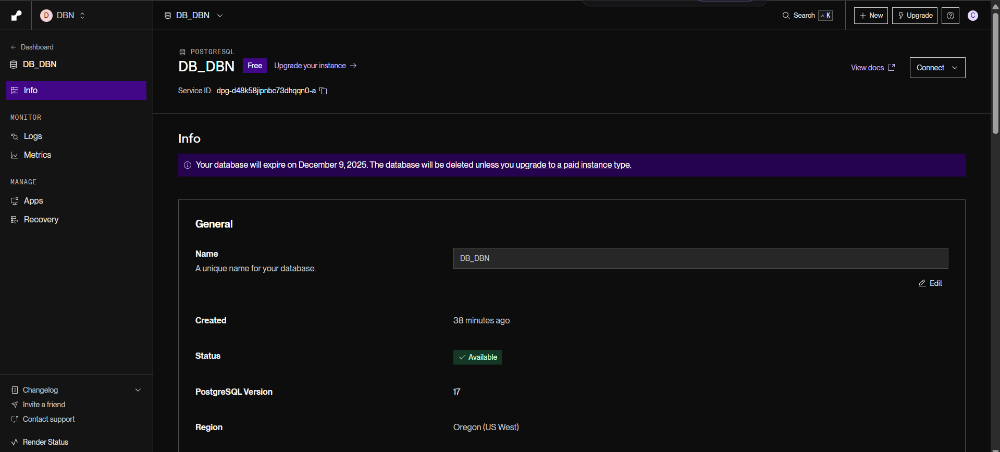 D DBN
DB_DBN
Search ^ K
New
Upgrade
C
Dashboard
DB_DBN
Info
MONITOR
Logs
Metrics
MANAGE
Apps
Recovery
Changelog
Invite a friend
Contact support
Render Status
POSTGRESQL
DB_DBN Free Upgrade your instance →
View docs
Connect
Service ID: dpg-d48k58jipnbc73dhqqn0-a
Info
Your database will expire on December 9, 2025. The database will be deleted unless you upgrade to a paid instance type.
General
Name
A unique name for your database.
DB_DBN
Edit
Created
38 minutes ago
Status
Available
PostgreSQL Version
17
Region
Oregon (US West)